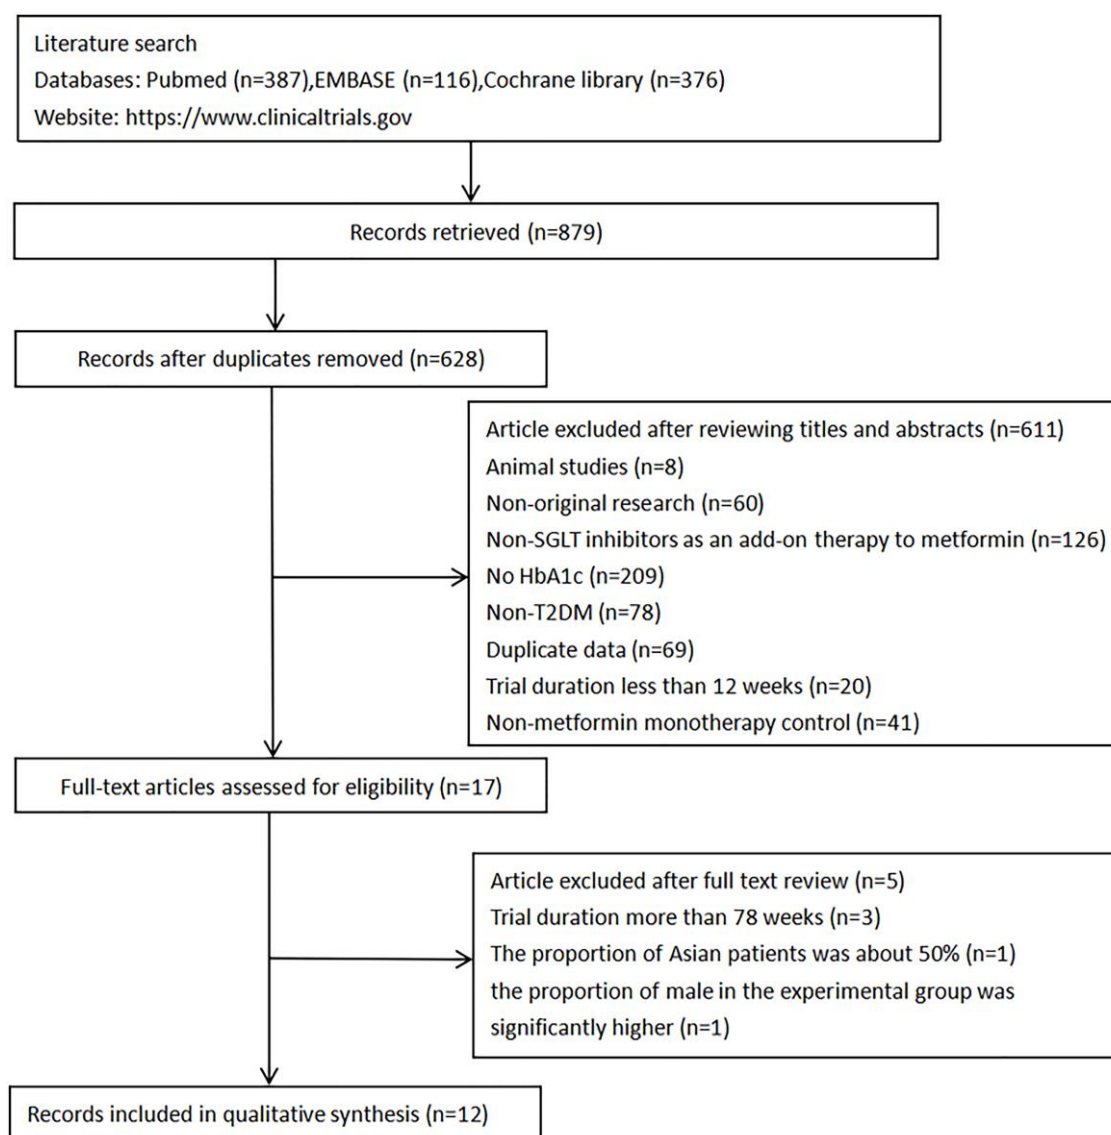 Literature search
Databases: Pubmed (n=387),EMBASE (n=116),Cochrane library (n=376)
Website: https://www.clinicaltrials.gov
Records retrieved (n=879)
Records after duplicates removed (n=628)
Article excluded after reviewing titles and abstracts (n=611)
Animal studies (n=8)
Non-original research (n=60)
Non-SGLT inhibitors as an add-on therapy to metformin (n=126)
No HbA1c (n=209)
Non-T2DM (n=78)
Duplicate data (n=69)
Trial duration less than 12 weeks (n=20)
Non-metformin monotherapy control (n=41)
Full-text articles assessed for eligibility (n=17)
Article excluded after full text review (n=5)
Trial duration more than 78 weeks (n=3)
The proportion of Asian patients was about 50% (n=1)
the proportion of male in the experimental group was
significantly higher (n=1)
Records included in qualitative synthesis (n=12)